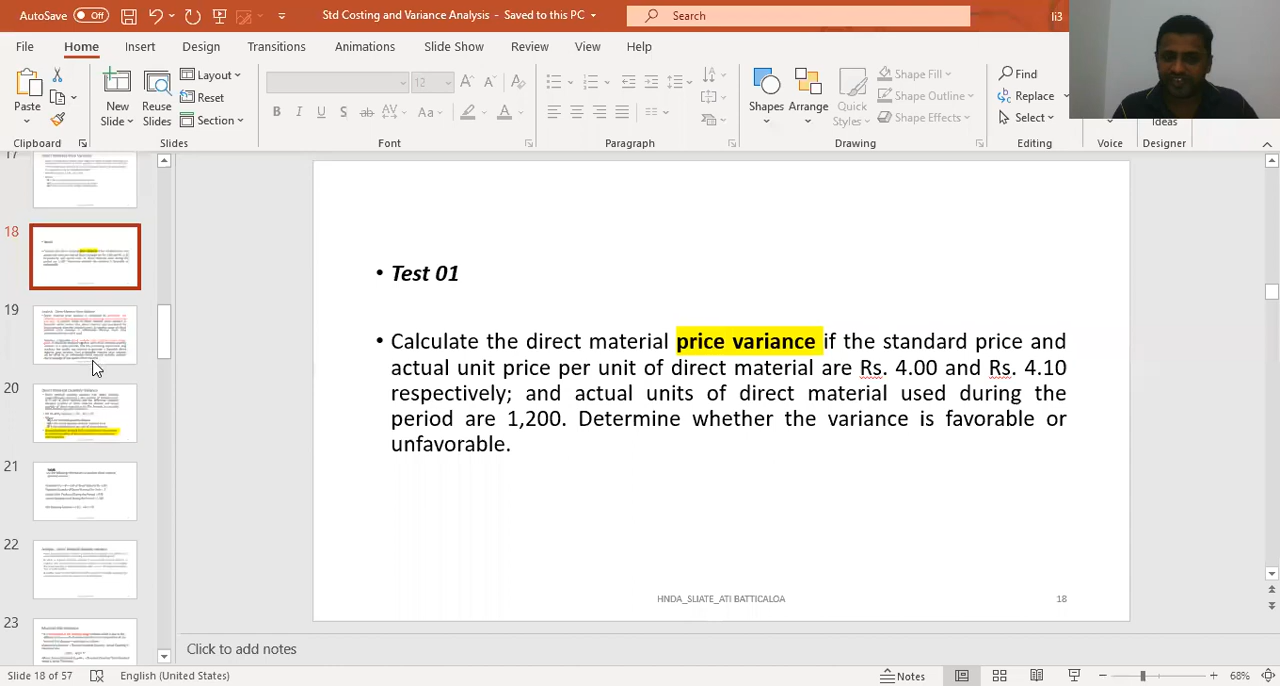 AutoSave Off Std Costing and Variance Analysis - Saved to this PC Search li3
File Home Insert Design Transitions Animations Slide Show Review View Help
Paste New Slide Reuse Slides Layout Reset Section 12 Shapes Arrange Quick Styles Shape Fill Shape Outline Shape Effects Find Replace Select Ideas
Clipboard Slides Font Paragraph Drawing Editing Voice Designer
17
18
19
20
21
22
23
• Test 01
• Calculate the direct material price variance if the standard price and
actual unit price per unit of direct material are Rs. 4.00 and Rs. 4.10
respectively; and actual units of direct material used during the
period are 1,200. Determine whether the variance is favorable or
unfavorable.
HNDA_SLIATE_ATI BATTICALOA 18
Click to add notes
Slide 18 of 57 English (United States) Notes 68%